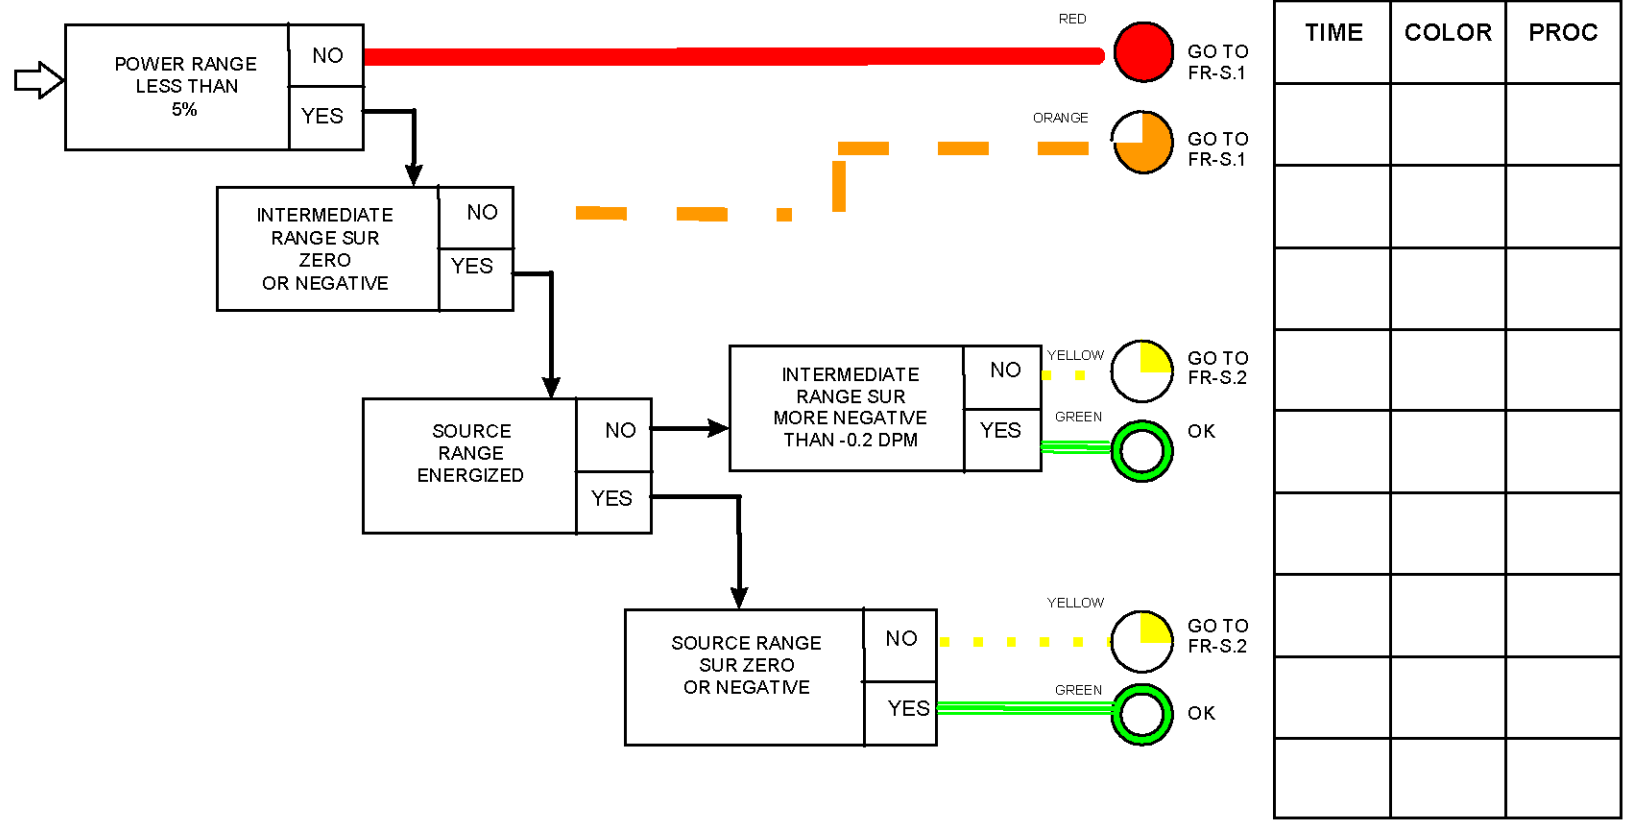 POWER RANGE
LESS THAN
5%
NO
YES
RED
GO TO
FR-S.1
ORANGE
GO TO
FR-S.1
INTERMEDIATE
RANGE SUR
ZERO
OR NEGATIVE
NO
YES
SOURCE
RANGE
ENERGIZED
NO
YES
INTERMEDIATE
RANGE SUR
MORE NEGATIVE
THAN -0.2 DPM
NO
YES
YELLOW
GO TO
FR-S.2
GREEN
OK
SOURCE RANGE
SUR ZERO
OR NEGATIVE
NO
YES
YELLOW
GO TO
FR-S.2
GREEN
OK
TIME COLOR PROC